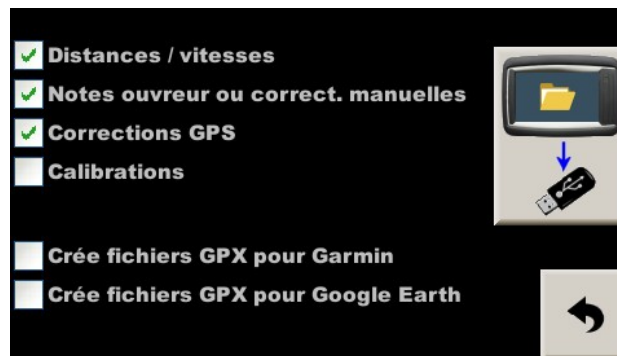 Distances / vitesses
Notes ouvreur ou correct. manuelles
Corrections GPS
Calibrations
Crée fichiers GPX pour Garmin
Crée fichiers GPX pour Google Earth